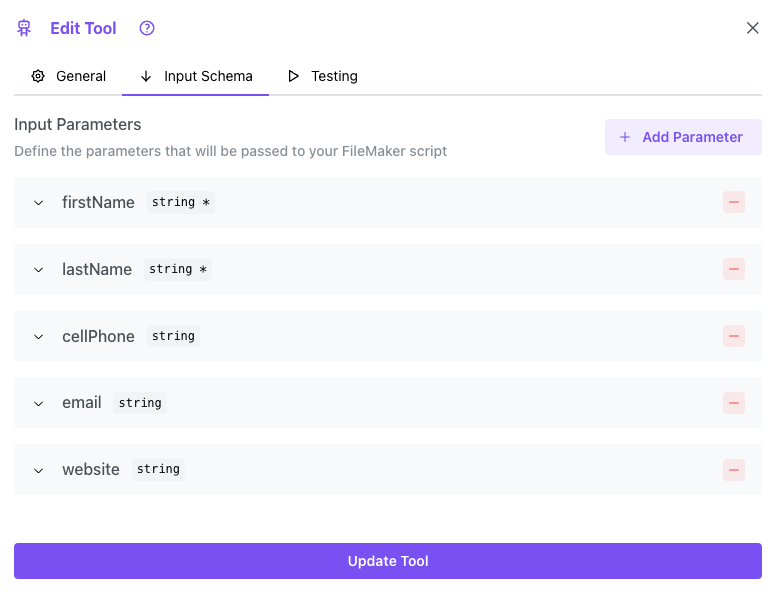 Edit Tool
General
Input Schema
Testing
Input Parameters
Define the parameters that will be passed to your FileMaker script
+ Add Parameter
firstName string *
lastName string *
cellPhone string
email string
website string
Update Tool